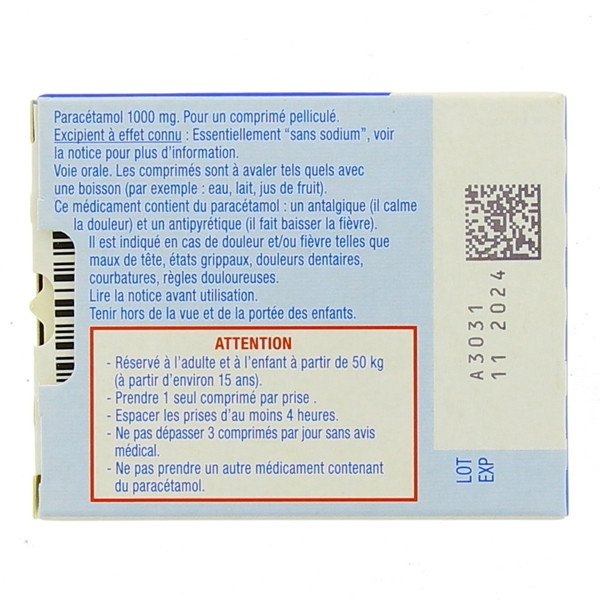 Paracétamol 1000 mg. Pour un comprimé pelliculé.
Excipient à effet connu : Essentiellement "sans sodium", voir
la notice pour plus d'information.
Voie orale. Les comprimés sont à avaler tels quels avec
une boisson (par exemple : eau, lait, jus de fruit).
Ce médicament contient du paracétamol : un antalgique (il calme
la douleur) et un antipyrétique (il fait baisser la fièvre).
Il est indiqué en cas de douleur et/ou fièvre telles que
maux de tête, états grippaux, douleurs dentaires,
courbatures, règles douloureuses.
Lire la notice avant utilisation.
Tenir hors de la vue et de la portée des enfants.
ATTENTION
- Réservé à l'adulte et à l'enfant à partir de 50 kg
(à partir d'environ 15 ans).
- Prendre 1 seul comprimé par prise .
- Espacer les prises d'au moins 4 heures.
- Ne pas dépasser 3 comprimés par jour sans avis
médical.
- Ne pas prendre un autre médicament contenant
du paracétamol.
A3031
11 2024
LOT
EXP